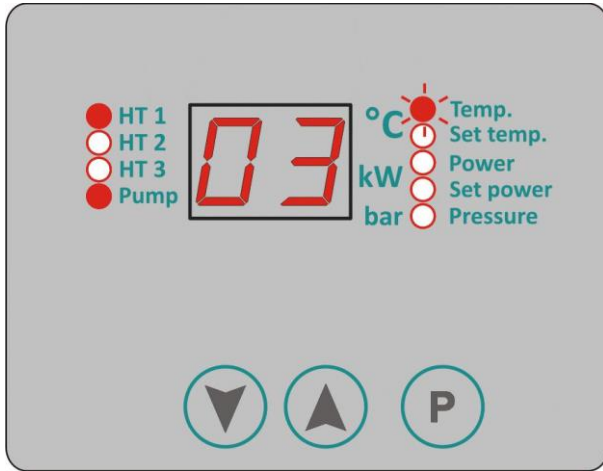 HT 1
HT 2
HT 3
Pump
03
°C
kW
bar
Temp.
Set temp.
Power
Set power
Pressure
P